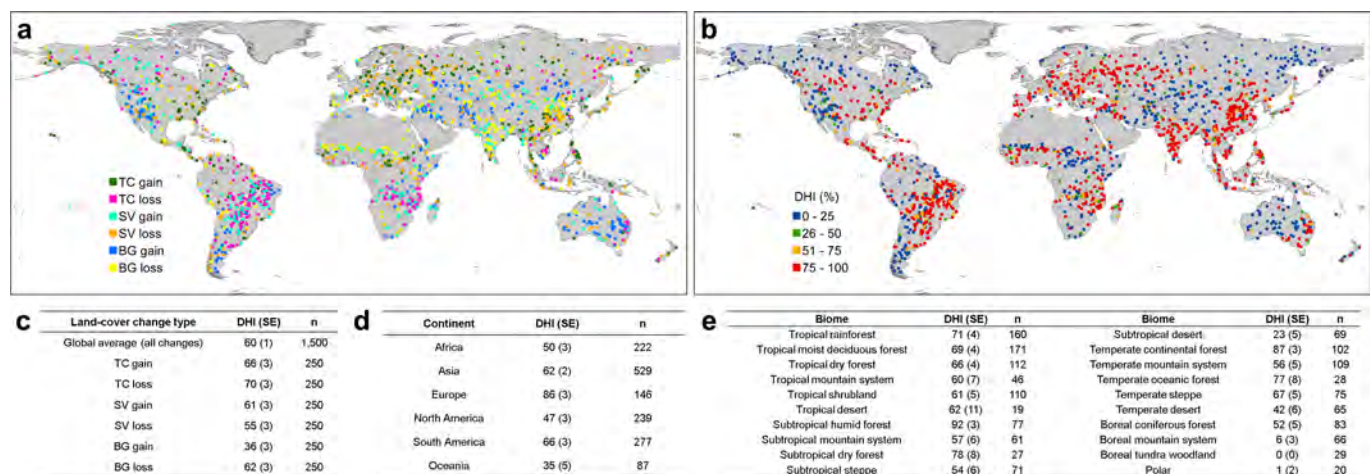 a
TC gain
TC loss
SV gain
SV loss
BG gain
BG loss
b
DHI (%)
0 - 25
26 - 50
51 - 75
75 - 100
c
Land-cover change type DHI (SE) n
Global average (all changes) 60 (1) 1,500
TC gain 66 (3) 250
TC loss 70 (3) 250
SV gain 61 (3) 250
SV loss 55 (3) 250
BG gain 36 (3) 250
BG loss 62 (3) 250
d
Continent DHI (SE) n
Africa 50 (3) 222
Asia 62 (2) 529
Europe 86 (3) 146
North America 47 (3) 239
South America 66 (3) 277
Oceania 35 (5) 87
e
Biome DHI (SE) n Biome DHI (SE) n
Tropical rainforest 71 (4) 160 Subtropical desert 23 (5) 69
Tropical moist deciduous forest 69 (4) 171 Temperate continental forest 87 (3) 102
Tropical dry forest 66 (4) 112 Temperate mountain system 56 (5) 109
Tropical mountain system 60 (7) 46 Temperate oceanic forest 77 (8) 28
Tropical shrubland 61 (5) 110 Temperate steppe 67 (5) 75
Tropical desert 62 (11) 19 Temperate desert 42 (6) 65
Subtropical humid forest 92 (3) 77 Boreal coniferous forest 52 (5) 83
Subtropical mountain system 57 (6) 61 Boreal mountain system 6 (3) 66
Subtropical dry forest 78 (8) 27 Boreal tundra woodland 0 (0) 29
Subtropical steppe 54 (6) 71 Polar 1 (2) 20